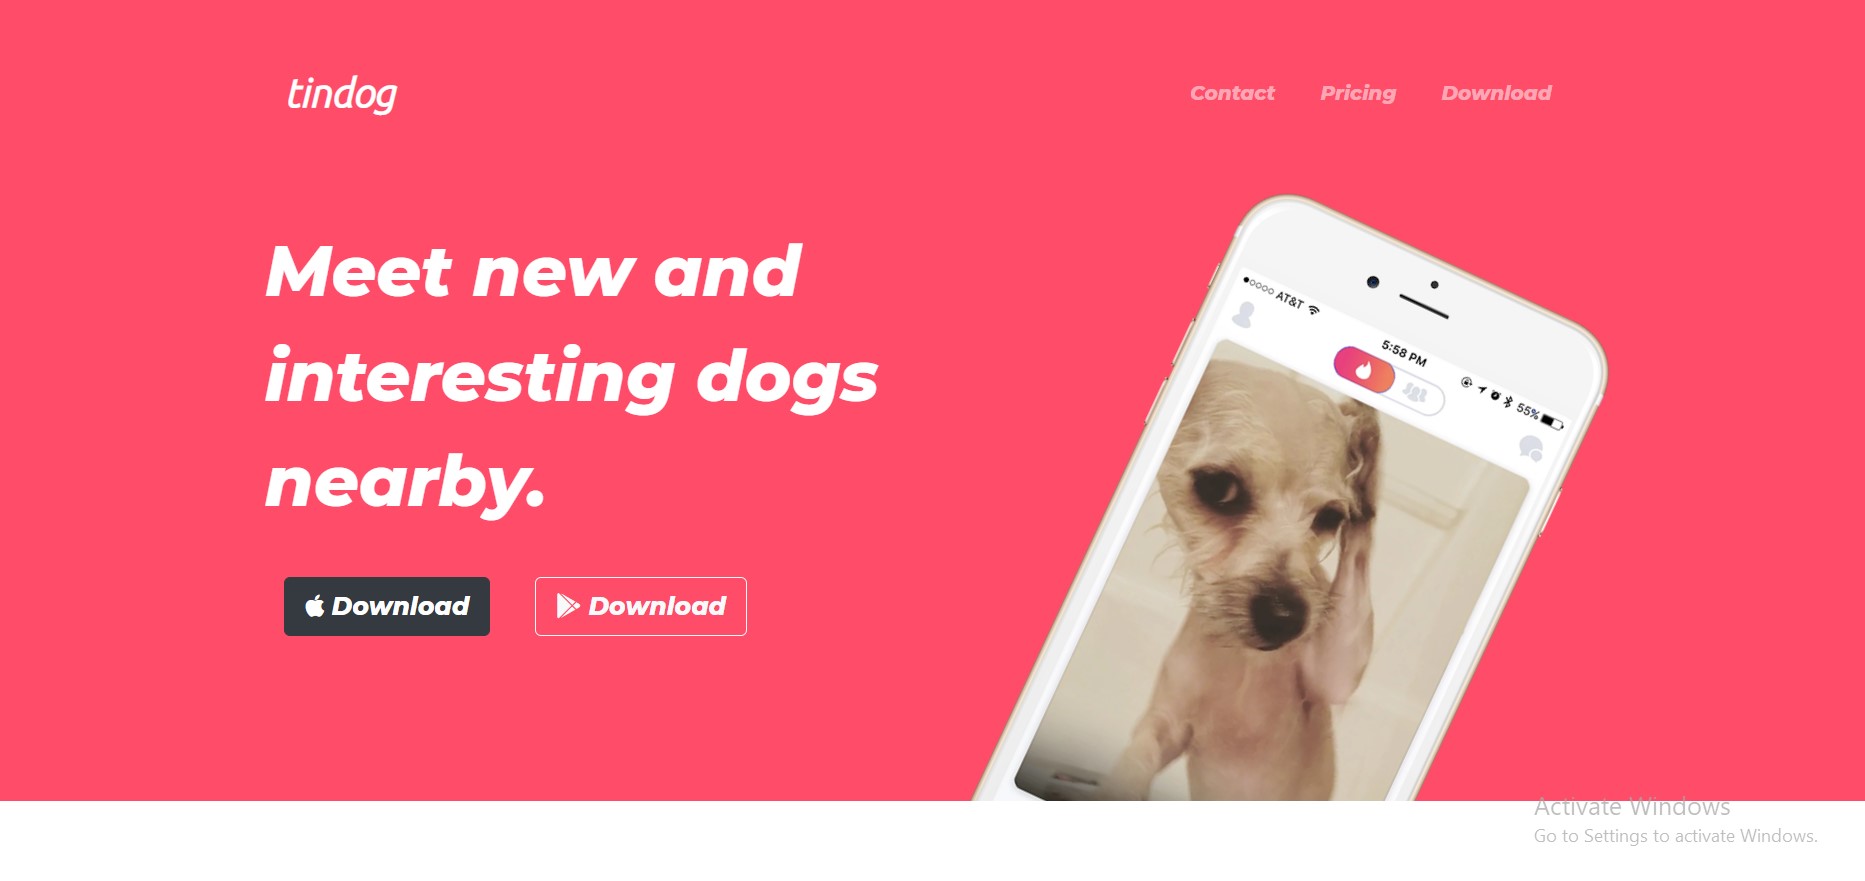 tindog
Contact Pricing Download
Meet new and
interesting dogs
nearby.
Download Download
AT&T
5:58 PM
55%
Activate Windows
Go to Settings to activate Windows.